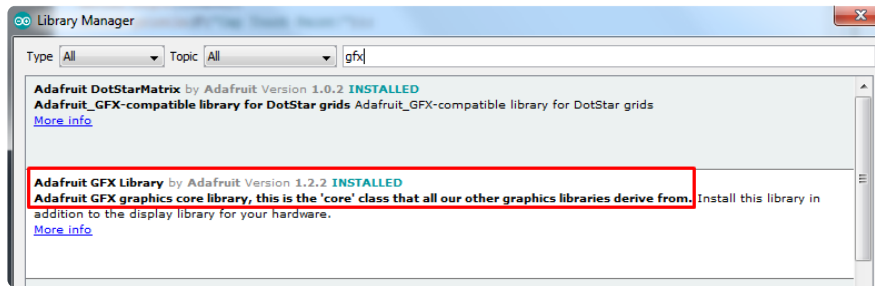 Library Manager
Type All Topic All gfx
Adafruit DotStarMatrix by Adafruit Version 1.0.2 INSTALLED
Adafruit_GFX-compatible library for DotStar grids Adafruit_GFX-compatible library for DotStar grids
More info
Adafruit GFX Library by Adafruit Version 1.2.2 INSTALLED
Adafruit GFX graphics core library, this is the 'core' class that all our other graphics libraries derive from. Install this library in
addition to the display library for your hardware.
More info